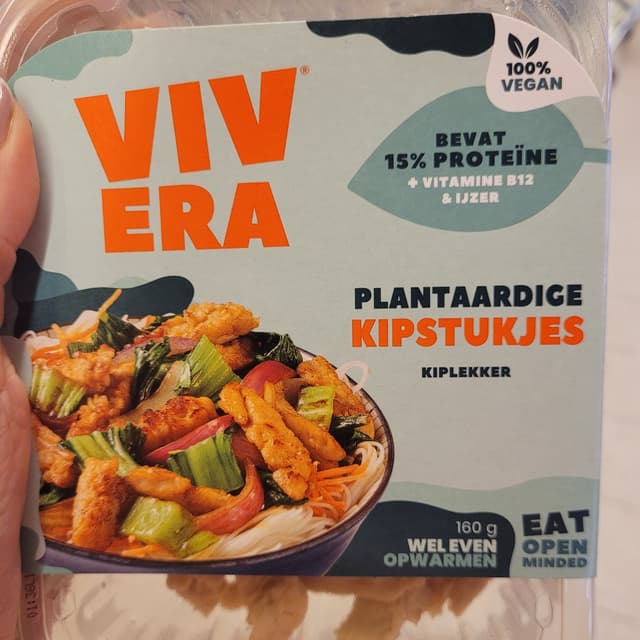 VIV
ERA®
100%
VEGAN
BEVAT
15% PROTEÏNE
+ VITAMINE B12
& IJZER
PLANTAARDIGE
KIPSTUKJES
KIPLEKKER
160 g
WEL EVEN
OPWARMEN
EAT
OPEN
MINDED